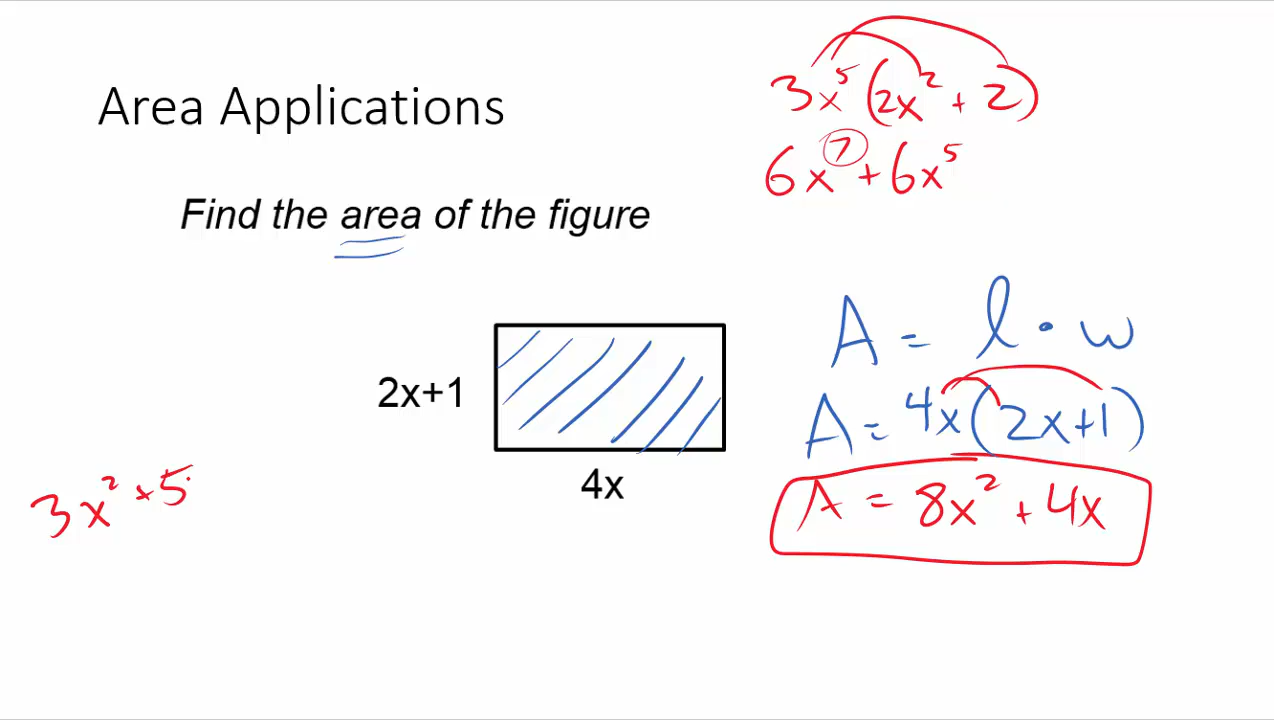 Area Applications
3x⁵(2x² + 2)
6x⁷ + 6x⁵
Find the area of the figure
A = l · w
2x+1
A = 4x(2x+1)
4x
A = 8x² + 4x
3x² + 5